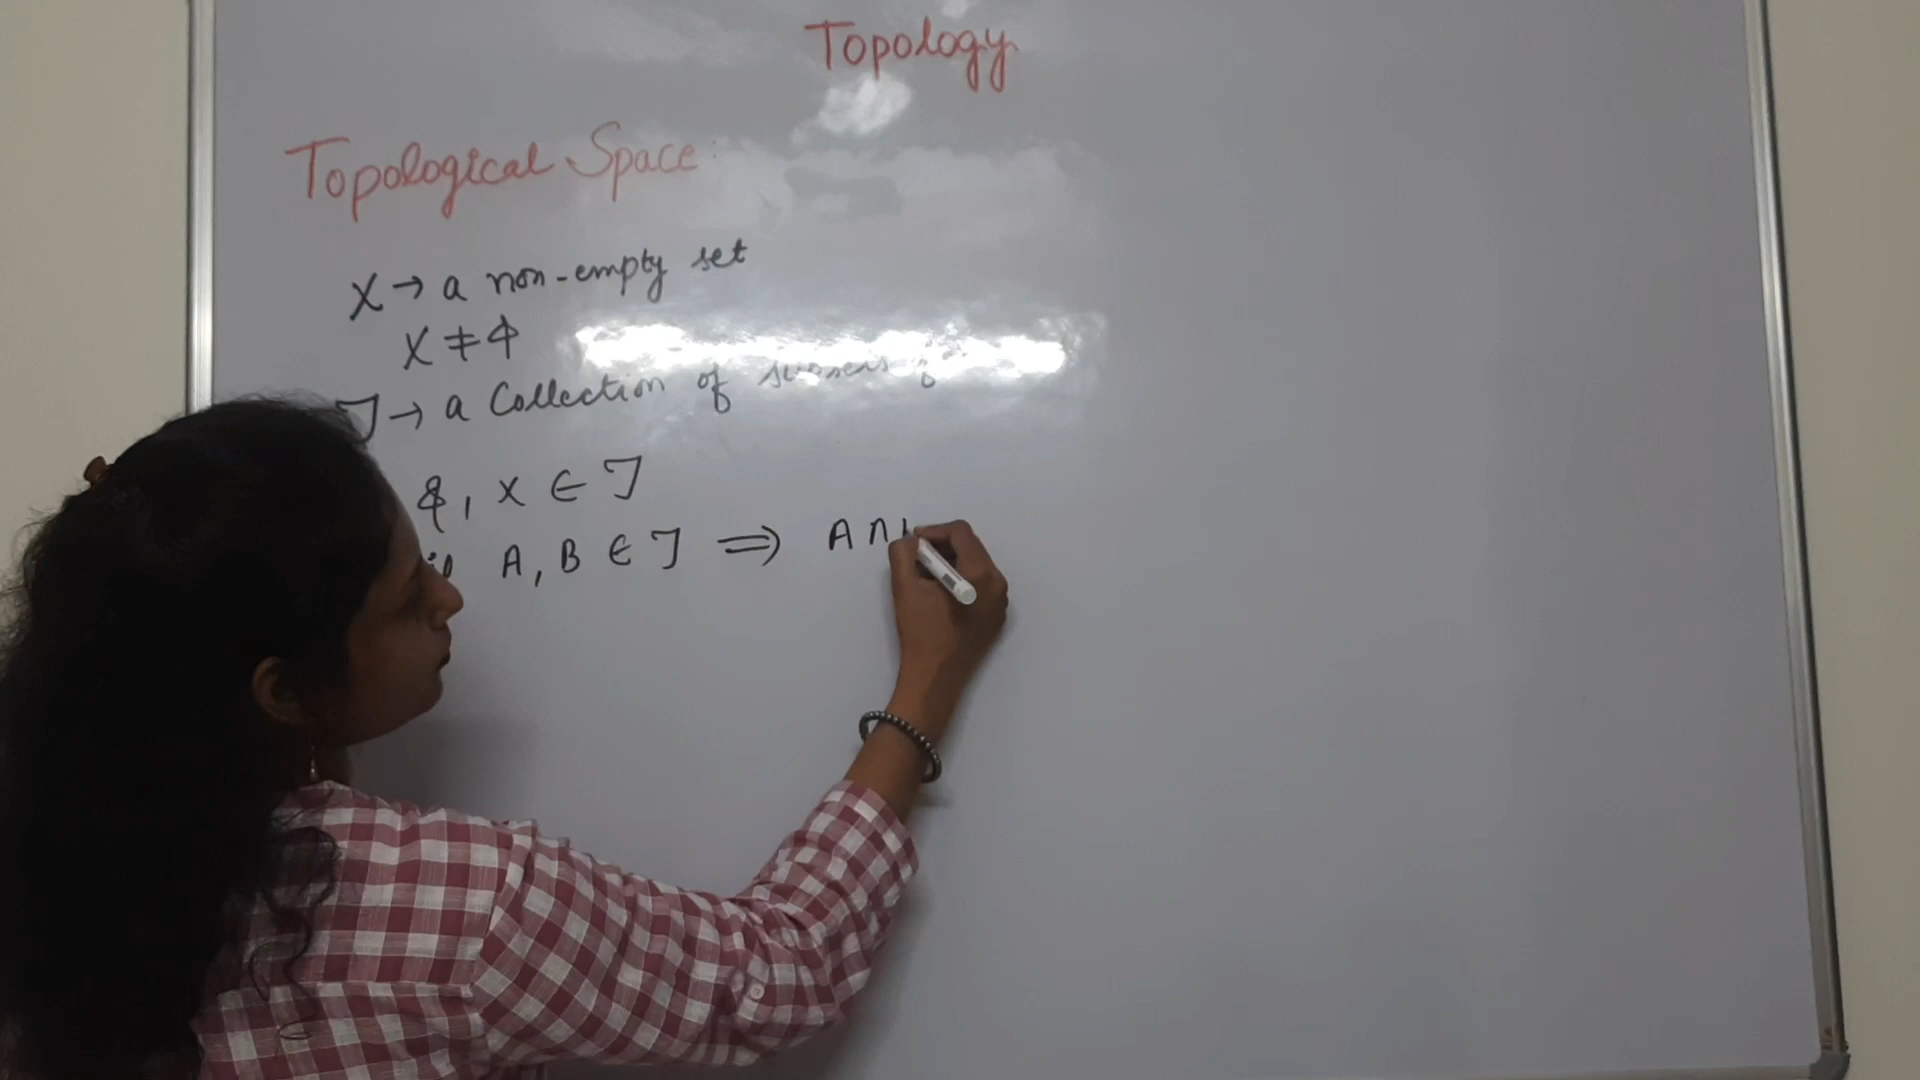 Topology
Topological Space:
X → a non-empty set
X ≠ ϕ
J → a Collection of subsets of
ϕ, X ∈ J
A, B ∈ J ⇒ A ∩